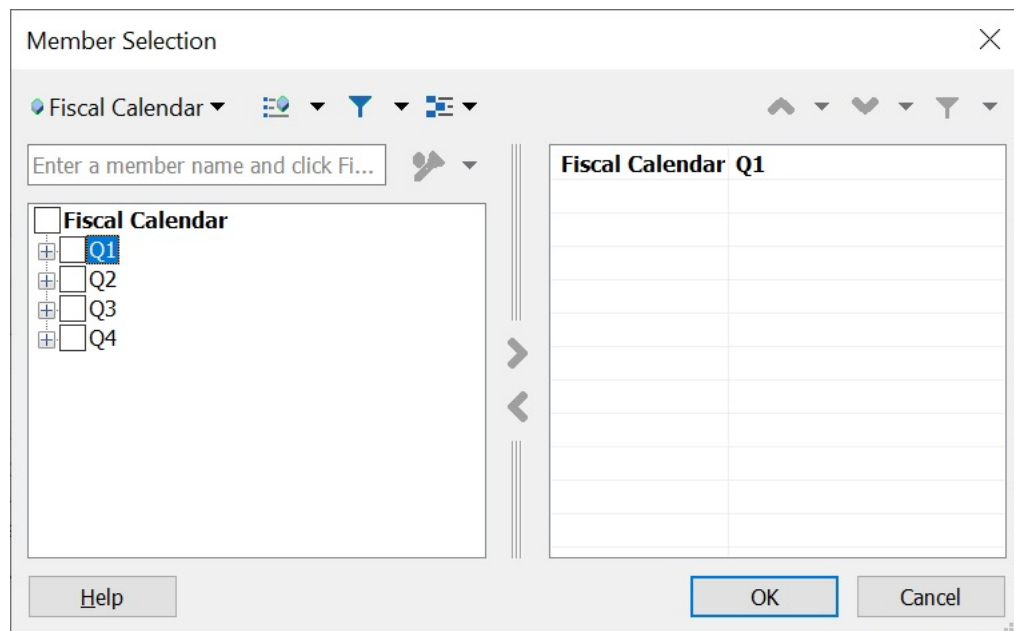 Member Selection
Fiscal Calendar
Enter a member name and click Fi...
Fiscal Calendar
Q1
Q2
Q3
Q4
Fiscal Calendar Q1
Help
OK
Cancel